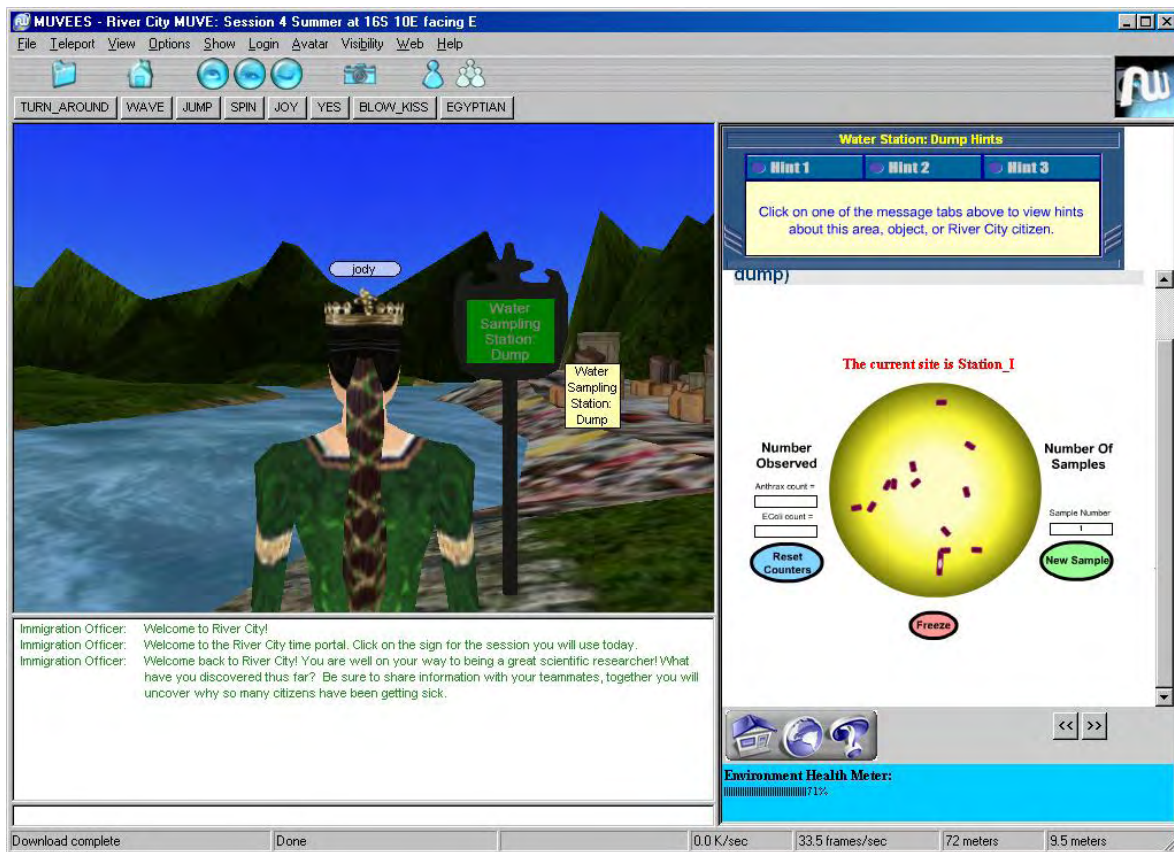 MUVEES - River City MUVE: Session 4 Summer at 16S 10E facing E
File Teleport View Options Show Login Avatar Visibility Web Help
TURN_AROUND WAVE JUMP SPIN JOY YES BLOW_KISS EGYPTIAN
jody
Water
Sampling
Station:
Dump
Water
Sampling
Station:
Dump
Immigration Officer: Welcome to River City!
Immigration Officer: Welcome to the River City time portal. Click on the sign for the session you will use today.
Immigration Officer: Welcome back to River City! You are well on your way to being a great scientific researcher! What
have you discovered thus far? Be sure to share information with your teammates, together you will
uncover why so many citizens have been getting sick.
Water Station: Dump Hints
Hint 1 Hint 2 Hint 3
Click on one of the message tabs above to view hints
about this area, object, or River City citizen.
dump)
The current site is Station_I
Number
Observed
Anthrax count =
EColi count =
Reset
Counters
Number Of
Samples
Sample Number
1
New Sample
Freeze
<< >>
Environment Health Meter:
71%
Download complete Done 0.0 K/sec 33.5 frames/sec 72 meters 9.5 meters